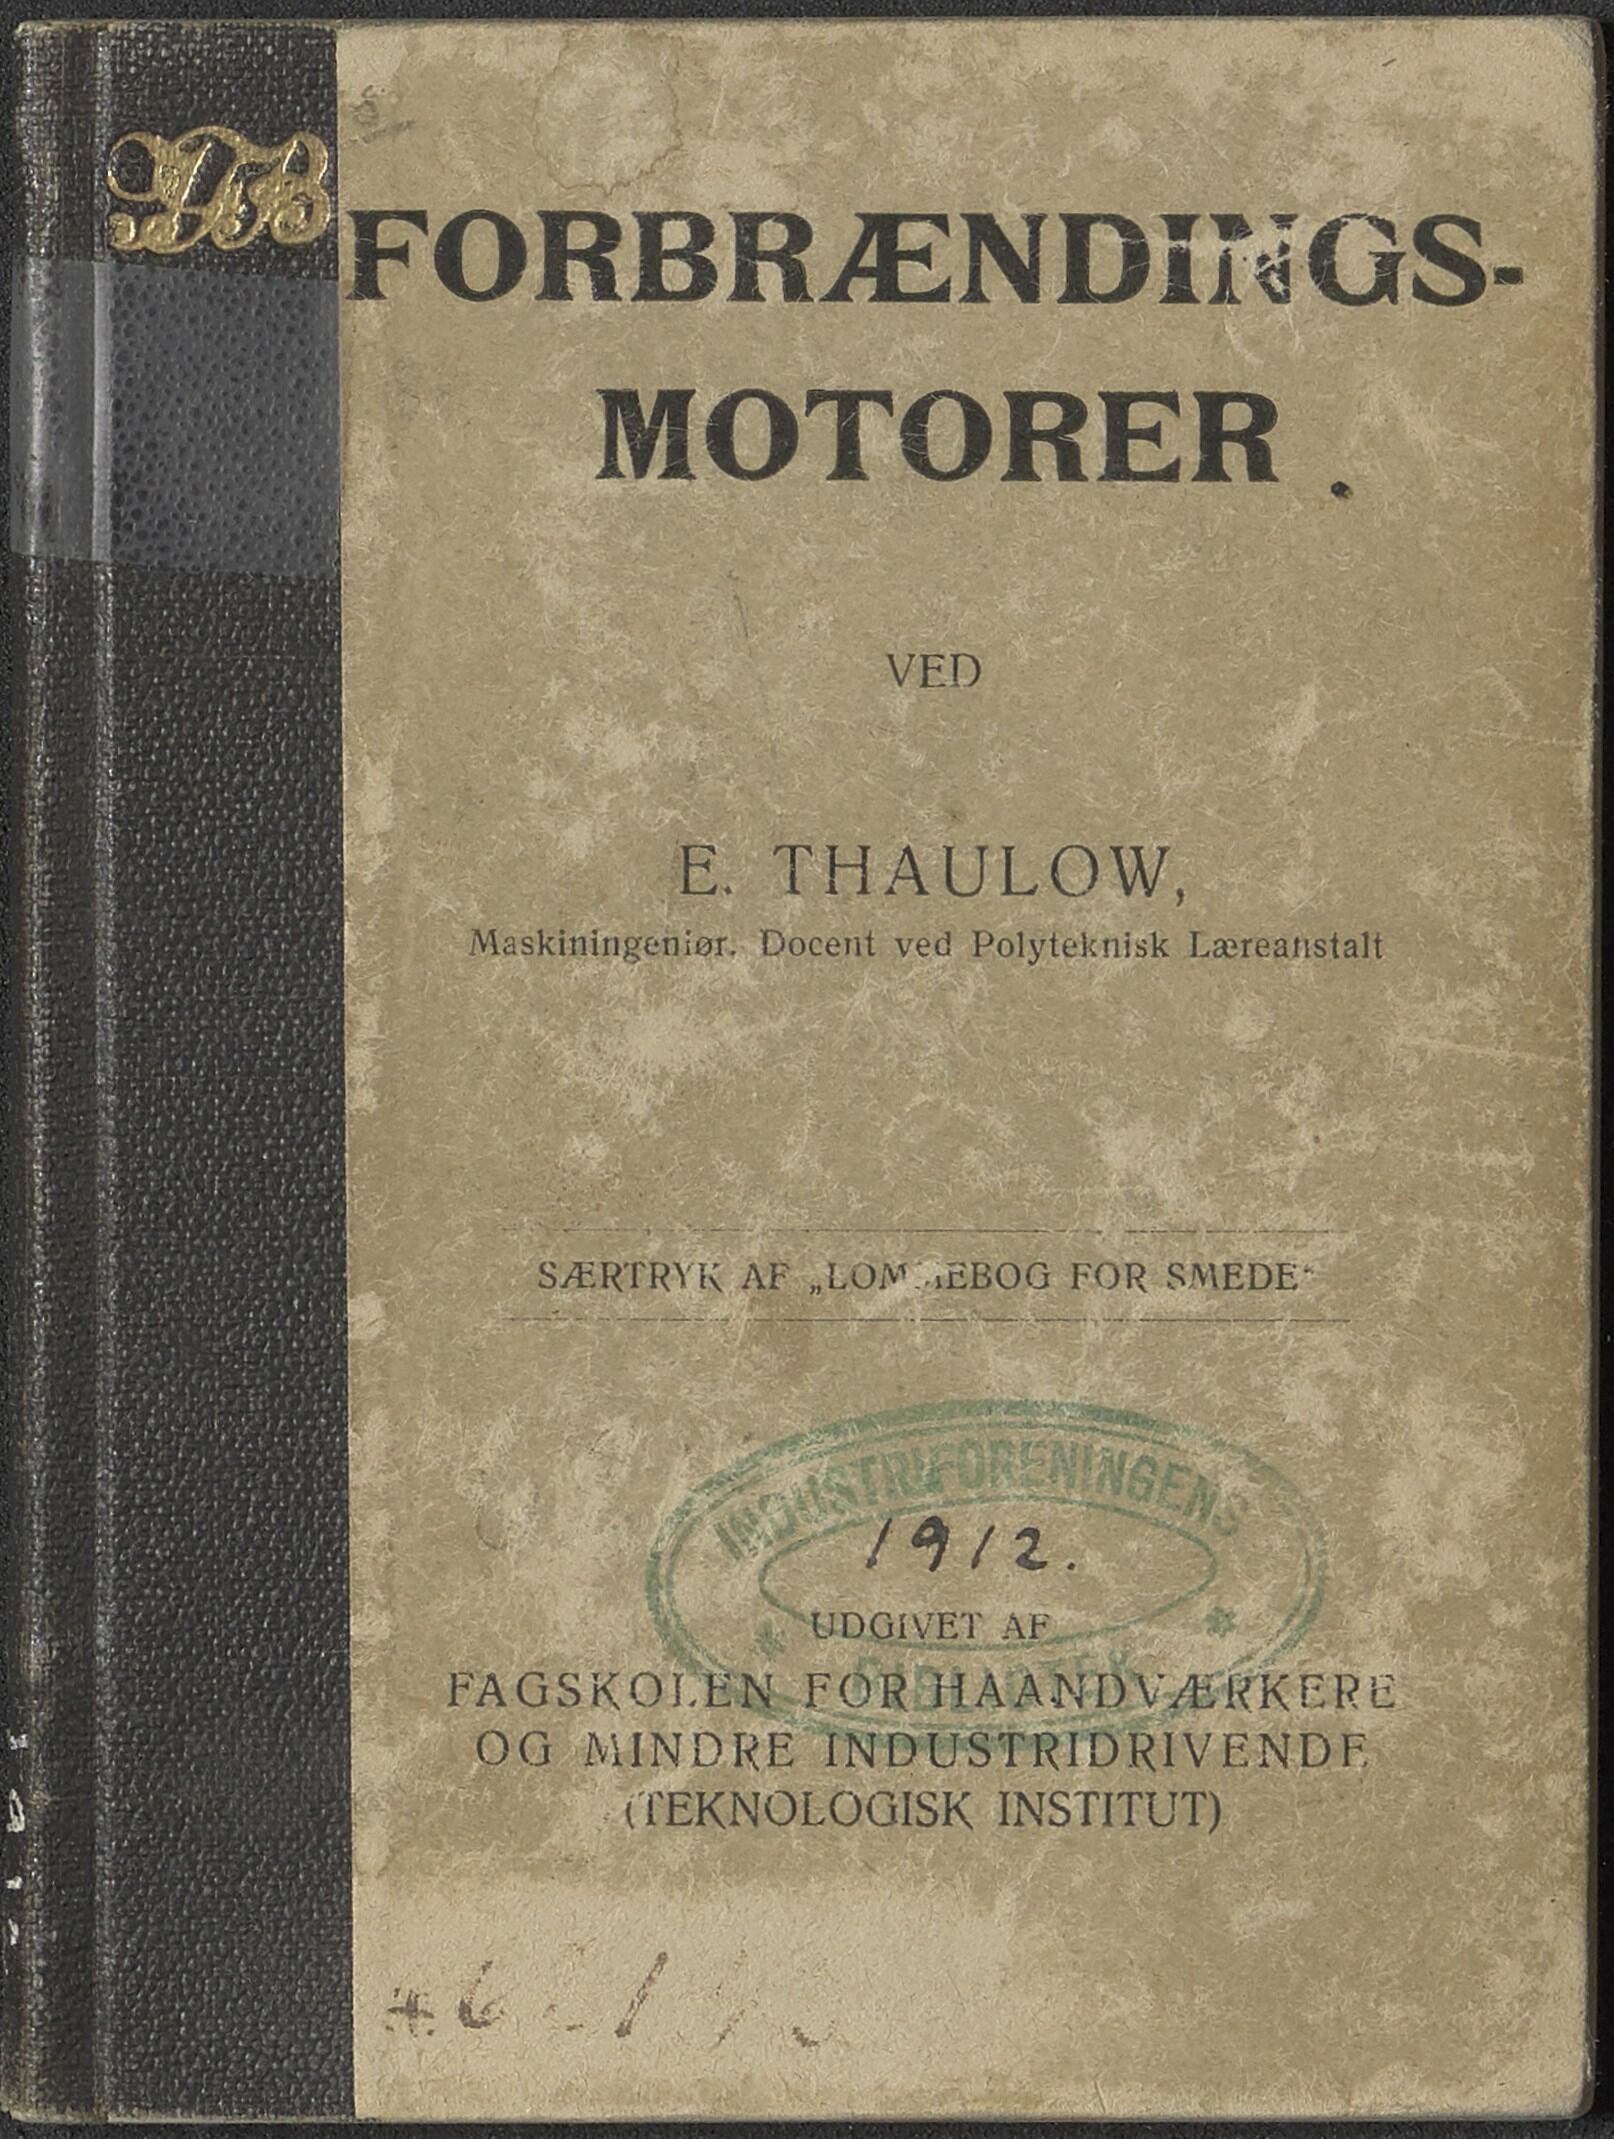 FORBRÆNDINGS-
MOTORER
VED
E. THAULOW,
Maskiningeniør. Docent ved Polyteknisk Læreanstalt
SÆRTRYK AF „LOMMEBOG FOR SMEDE“
INDUSTRIFORENINGENS
1912.
UDGIVET AF
FAGSKOLEN FOR HAANDVÆRKERE
OG MINDRE INDUSTRIDRIVENDE
(TEKNOLOGISK INSTITUT)